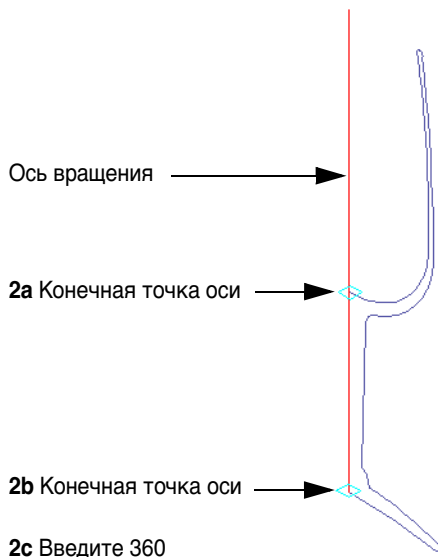 Ось вращения
2a Конечная точка оси
2b Конечная точка оси
2c Введите 360